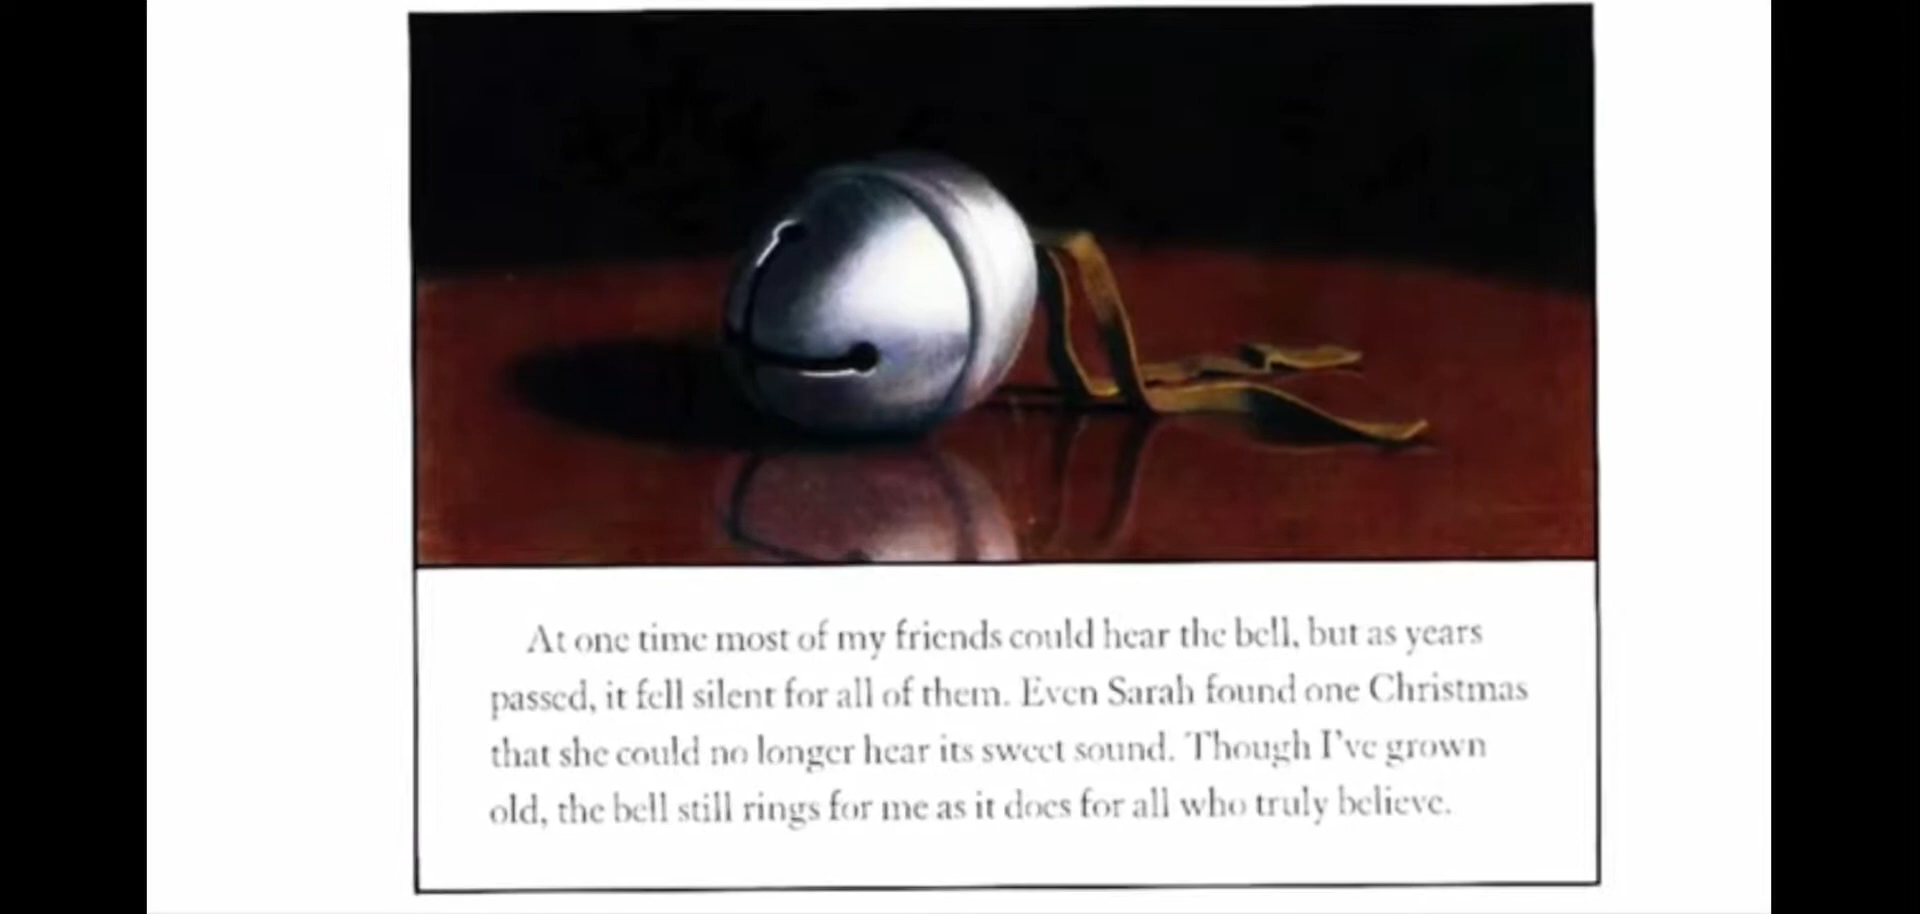 At one time most of my friends could hear the bell, but as years
passed, it fell silent for all of them. Even Sarah found one Christmas
that she could no longer hear its sweet sound. Though I've grown
old, the bell still rings for me as it does for all who truly believe.